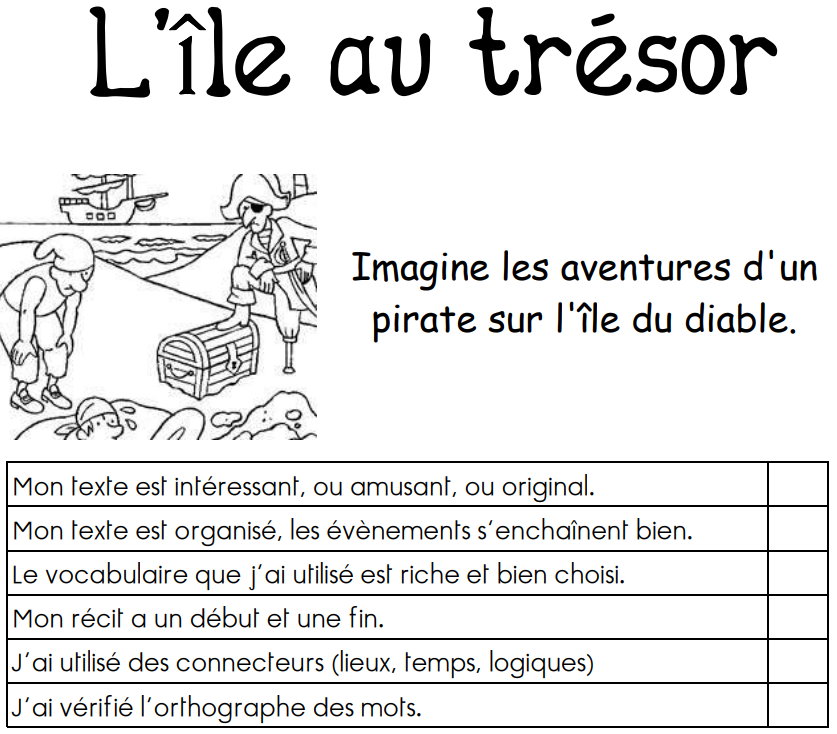 L'île au trésor
Imagine les aventures d'un
pirate sur l'île du diable.
Mon texte est intéressant, ou amusant, ou original.
Mon texte est organisé, les évènements s'enchaînent bien.
Le vocabulaire que j'ai utilisé est riche et bien choisi.
Mon récit a un début et une fin.
J'ai utilisé des connecteurs (lieux, temps, logiques)
J'ai vérifié l'orthographe des mots.